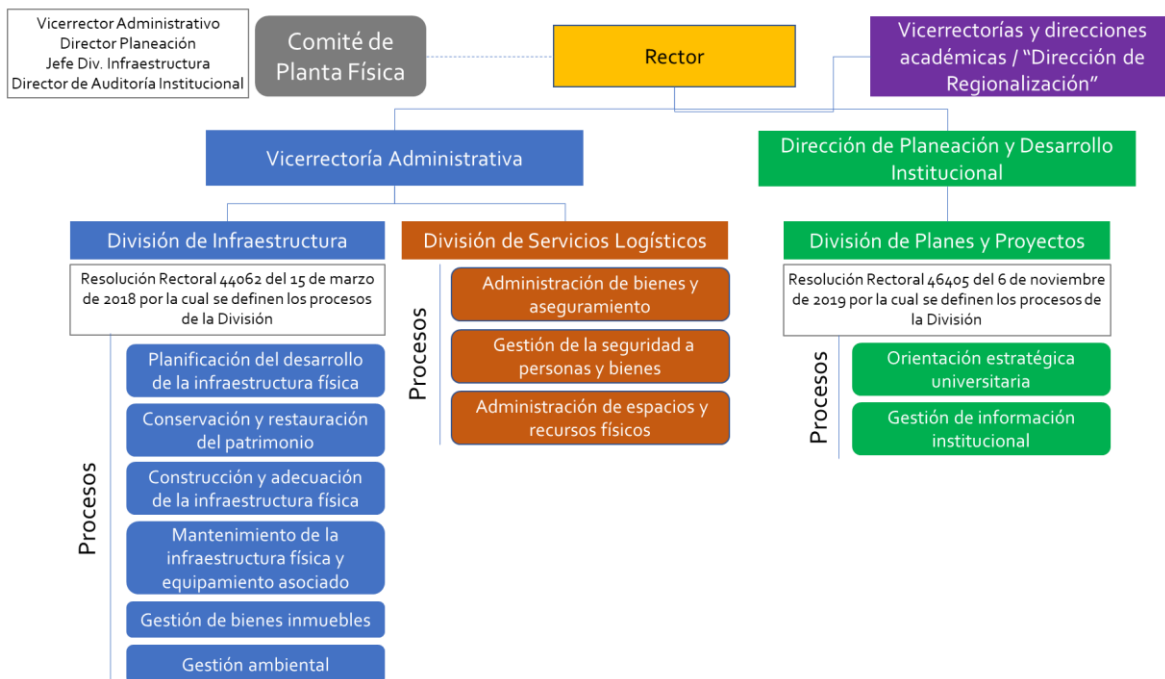 Vicerrector Administrativo
Director Planeación
Jefe Div. Infraestructura
Director de Auditoría Institucional
Comité de
Planta Física
Rector
Vicerrectorías y direcciones
académicas / “Dirección de
Regionalización”
Vicerrectoría Administrativa
Dirección de Planeación y Desarrollo
Institucional
División de Infraestructura
Resolución Rectoral 44062 del 15 de marzo
de 2018 por la cual se definen los procesos
de la División
Procesos
Planificación del desarrollo
de la infraestructura física
Conservación y restauración
del patrimonio
Construcción y adecuación
de la infraestructura física
Mantenimiento de la
infraestructura física y
equipamiento asociado
Gestión de bienes inmuebles
Gestión ambiental
División de Servicios Logísticos
Procesos
Administración de bienes y
aseguramiento
Gestión de la seguridad a
personas y bienes
Administración de espacios y
recursos físicos
División de Planes y Proyectos
Resolución Rectoral 46405 del 6 de noviembre
de 2019 por la cual se definen los procesos de
la División
Procesos
Orientación estratégica
universitaria
Gestión de información
institucional